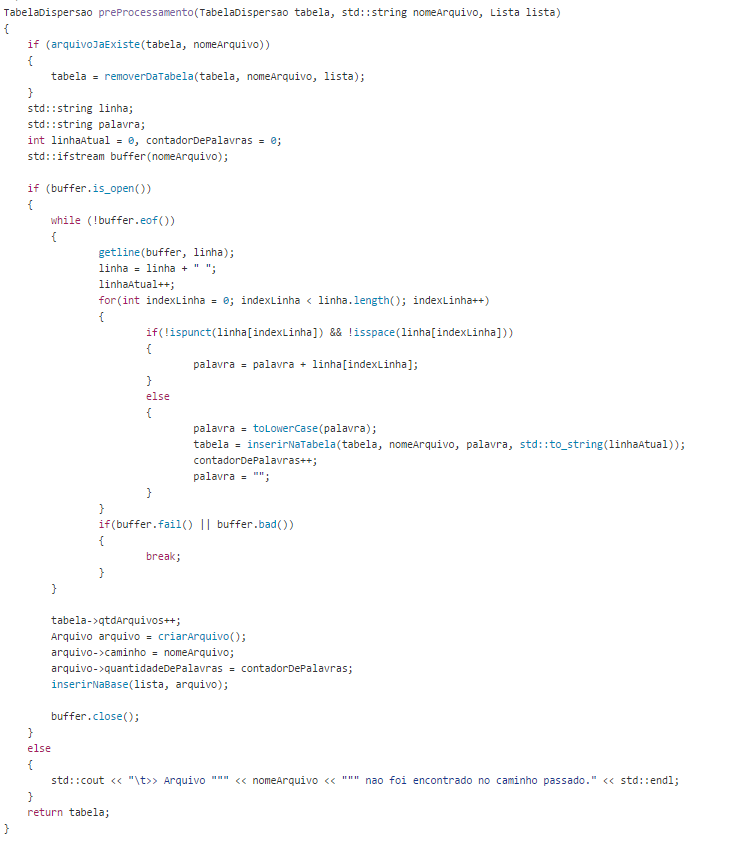 TabelaDispersao preProcessamento(TabelaDispersao tabela, std::string nomeArquivo, Lista lista)
{
    if (arquivoJaExiste(tabela, nomeArquivo))
    {
        tabela = removerDaTabela(tabela, nomeArquivo, lista);
    }
    std::string linha;
    std::string palavra;
    int linhaAtual = 0, contadorDePalavras = 0;
    std::ifstream buffer(nomeArquivo);

    if (buffer.is_open())
    {
        while (!buffer.eof())
        {
                getline(buffer, linha);
                linha = linha + " ";
                linhaAtual++;
                for(int indexLinha = 0; indexLinha < linha.length(); indexLinha++)
                {
                        if(!ispunct(linha[indexLinha]) && !isspace(linha[indexLinha]))
                        {
                                palavra = palavra + linha[indexLinha];
                        }
                        else
                        {
                                palavra = toLowerCase(palavra);
                                tabela = inserirNaTabela(tabela, nomeArquivo, palavra, std::to_string(linhaAtual));
                                contadorDePalavras++;
                                palavra = "";
                        }
                }
                if(buffer.fail() || buffer.bad())
                {
                        break;
                }
        }

        tabela->qtdArquivos++;
        Arquivo arquivo = criarArquivo();
        arquivo->caminho = nomeArquivo;
        arquivo->quantidadeDePalavras = contadorDePalavras;
        inserirNaBase(lista, arquivo);

        buffer.close();
    }
    else
    {
        std::cout << "\t>> Arquivo """ << nomeArquivo << """ nao foi encontrado no caminho passado." << std::endl;
    }
    return tabela;
}